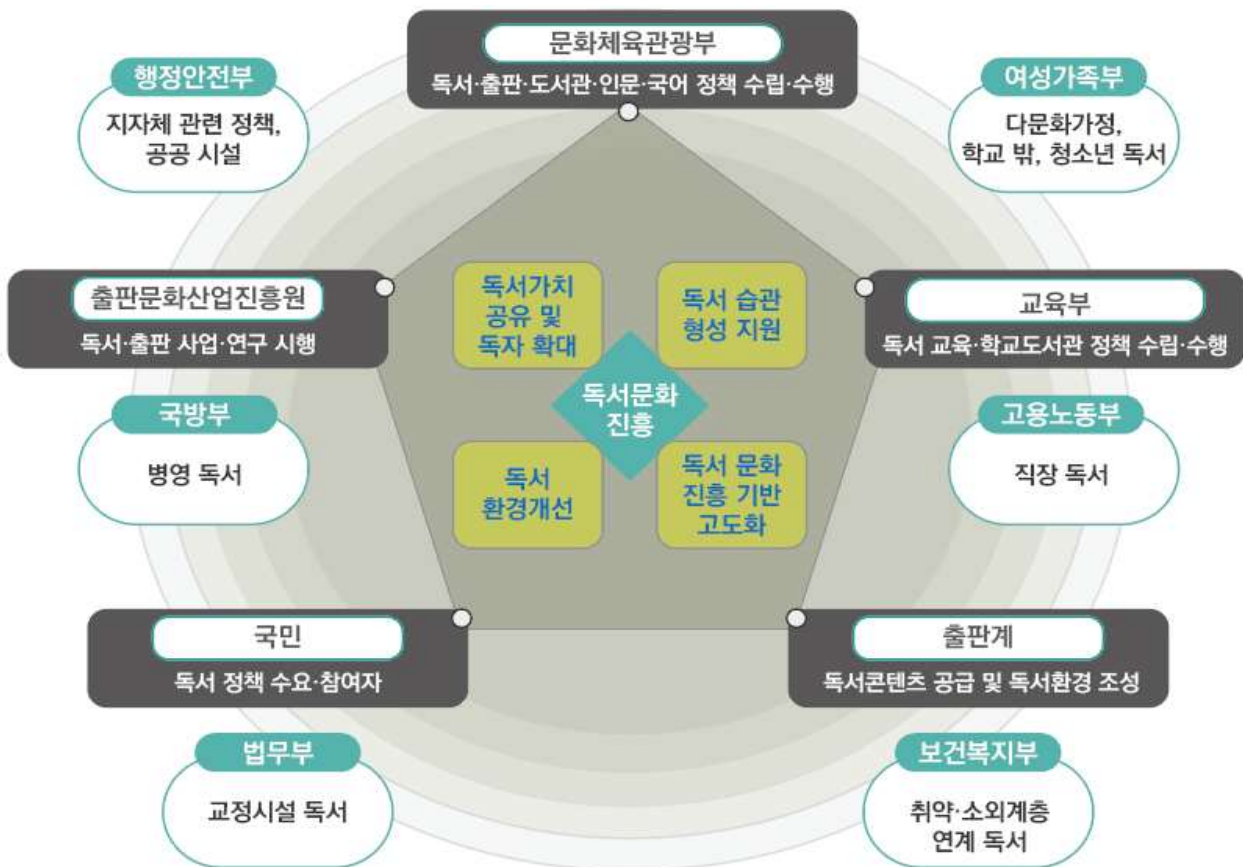 문화체육관광부
독서·출판·도서관·인문·국어 정책 수립·수행
행정안전부
지자체 관련 정책,
공공 시설
여성가족부
다문화가정,
학교 밖, 청소년 독서
출판문화산업진흥원
독서·출판 사업·연구 시행
독서가치
공유 및
독자 확대
독서 습관
형성 지원
교육부
독서 교육·학교도서관 정책 수립·수행
독서문화
진흥
국방부
병영 독서
독서
환경개선
독서 문화
진흥 기반
고도화
고용노동부
직장 독서
국민
독서 정책 수요·참여자
출판계
독서콘텐츠 공급 및 독서환경 조성
법무부
교정시설 독서
보건복지부
취약·소외계층
연계 독서